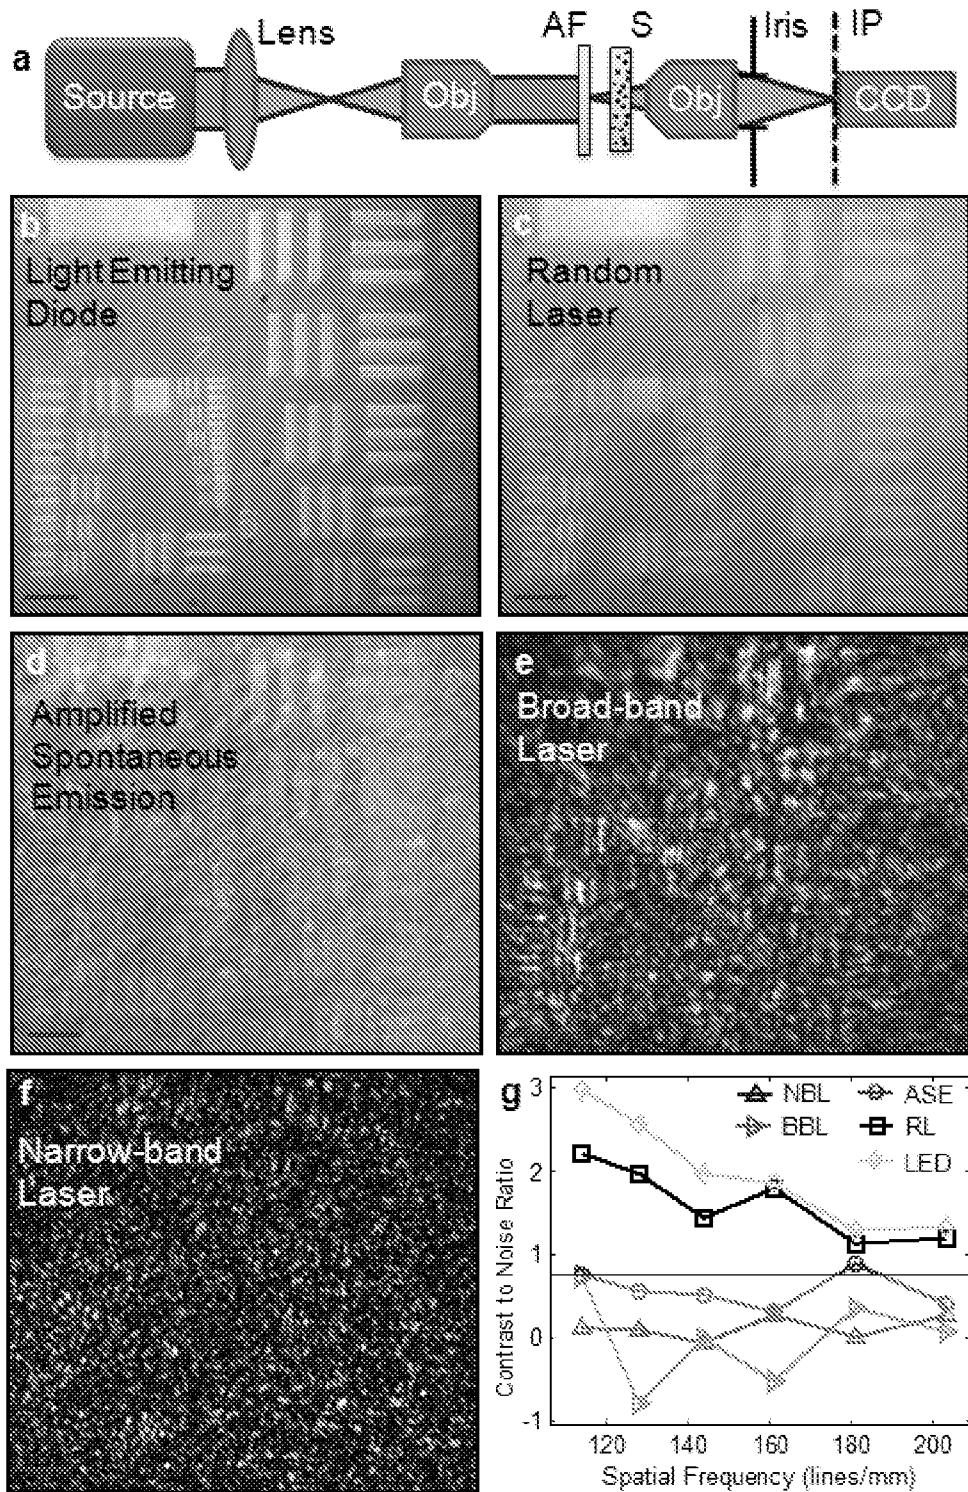 a
Source
Lens
Obj
AF
S
Obj
Iris
IP
CCD
b
Light Emitting
Diode
c
Random
Laser
d
Amplified
Spontaneous
Emission
e
Broad-band
Laser
f
Narrow-band
Laser
g
NBL
ASE
BBL
RL
LED
Contrast to Noise Ratio
3
2
1
0
-1
120
140
160
180
200
Spatial Frequency (lines/mm)